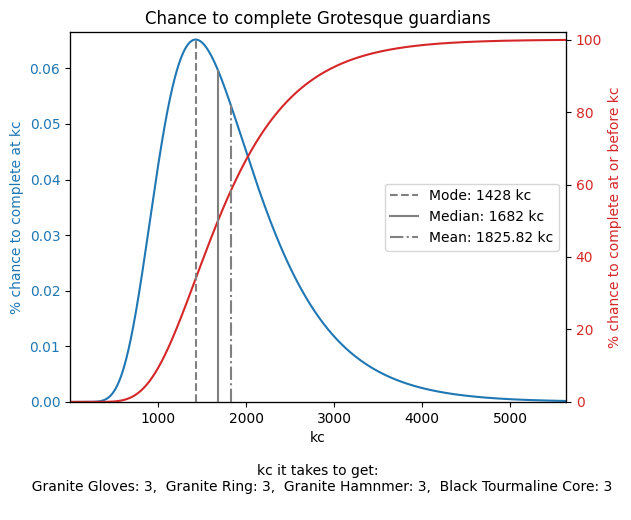 Chance to complete Grotesque guardians
% chance to complete at kc
0.06
0.05
0.04
0.03
0.02
0.01
0.00
100
80
60
40
20
0
% chance to complete at or before kc
Mode: 1428 kc
Median: 1682 kc
Mean: 1825.82 kc
1000 2000 3000 4000 5000
kc
kc it takes to get:
Granite Gloves: 3, Granite Ring: 3, Granite Hamnmer: 3, Black Tourmaline Core: 3